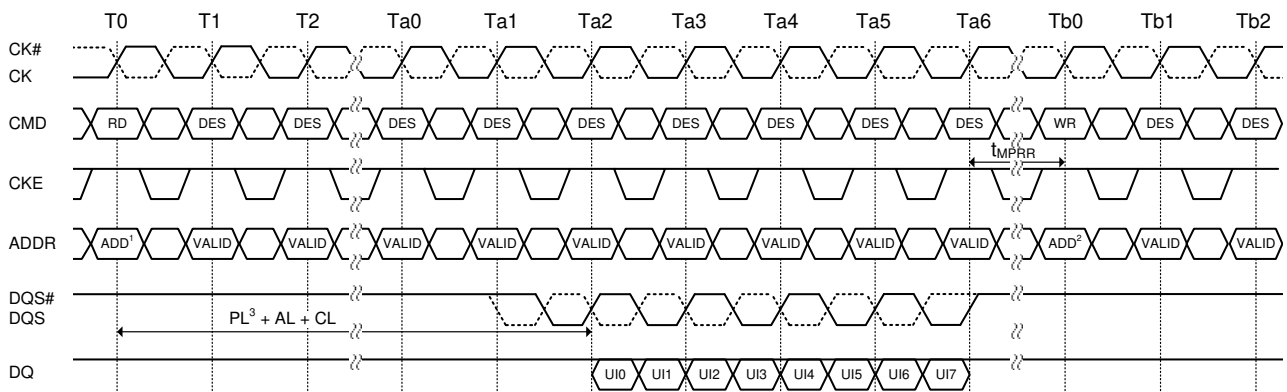 T0 T1 T2 Ta0 Ta1 Ta2 Ta3 Ta4 Ta5 Ta6 Tb0 Tb1 Tb2
CK#
CK
CMD RD DES DES DES DES DES DES DES DES DES WR DES DES
tMPRR
CKE
ADDR ADD¹ VALID VALID VALID VALID VALID VALID VALID VALID VALID ADD² VALID VALID
DQS#
DQS
PL³ + AL + CL
DQ UI0 UI1 UI2 UI3 UI4 UI5 UI6 UI7